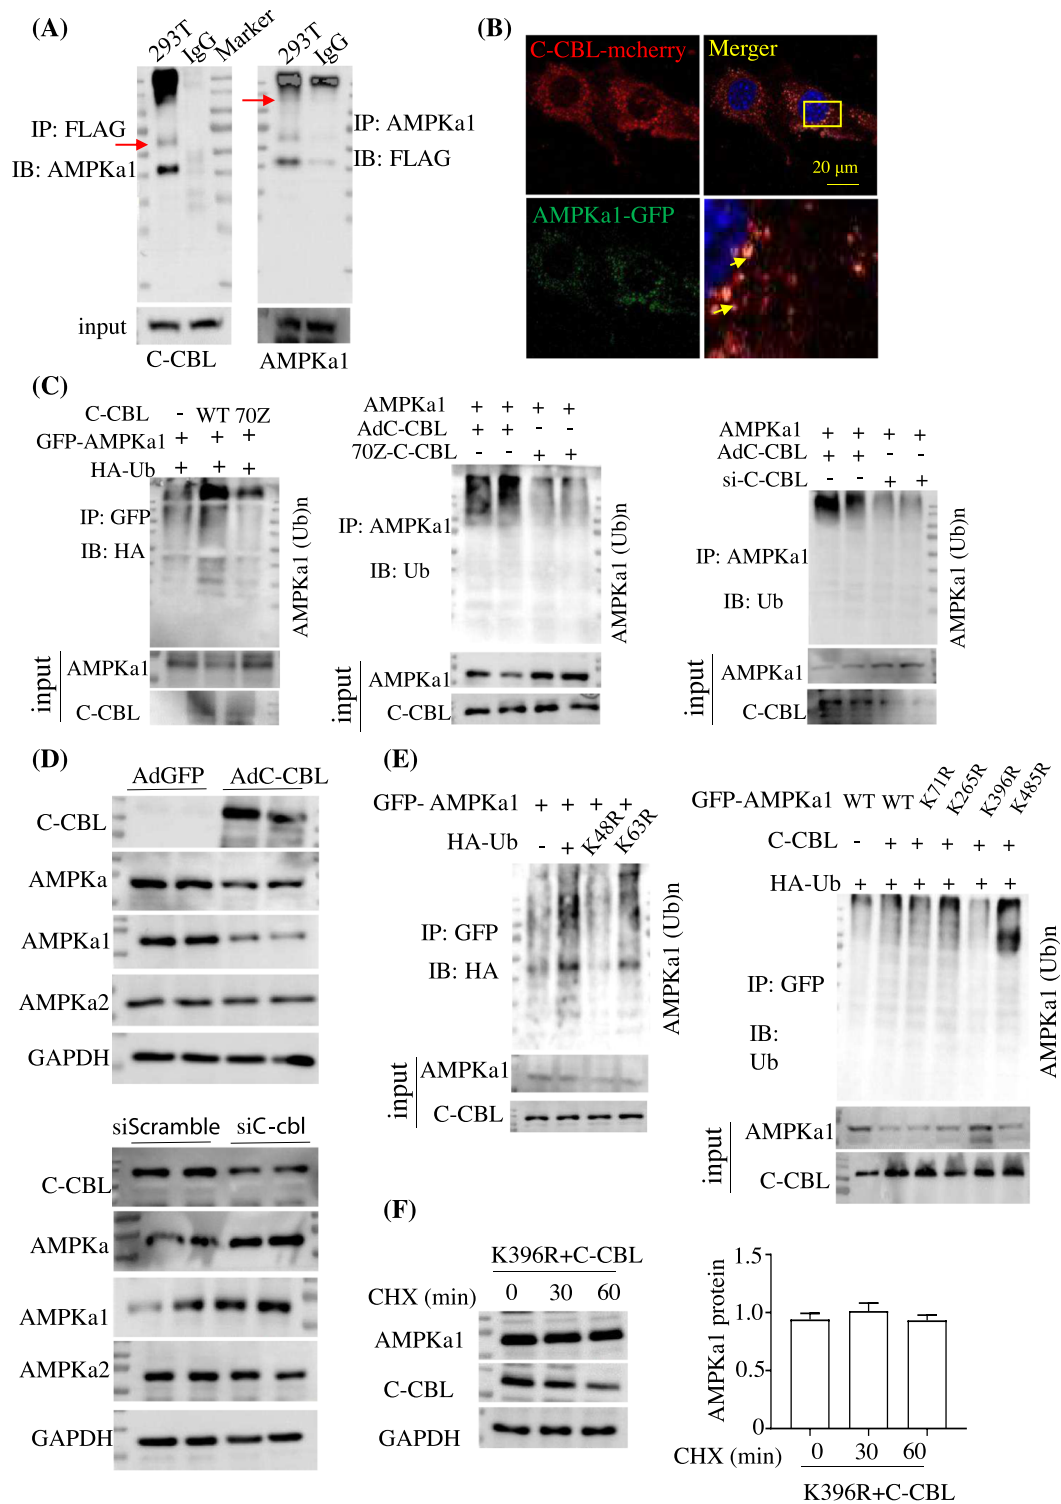 (A)
293T IgG Marker 293T IgG
IP: FLAG
IB: AMPKa1
IP: AMPKa1
IB: FLAG
input
C-CBL AMPKa1
(B)
C-CBL-mcherry Merger
20 μm
AMPKa1-GFP
(C)
C-CBL - WT 70Z
GFP-AMPKa1 + + +
HA-Ub + + +
IP: GFP
IB: HA
AMPKa1 (Ub)n
input
AMPKa1
C-CBL
AMPKa1 + + + +
AdC-CBL + + - -
70Z-C-CBL - - + +
IP: AMPKa1
IB: Ub
AMPKa1 (Ub)n
input
AMPKa1
C-CBL
AMPKa1 + + + +
AdC-CBL + + - -
si-C-CBL - - + +
IP: AMPKa1
IB: Ub
AMPKa1 (Ub)n
input
AMPKa1
C-CBL
(D)
AdGFP AdC-CBL
C-CBL
AMPKa
AMPKa1
AMPKa2
GAPDH
siScramble siC-cbl
C-CBL
AMPKa
AMPKa1
AMPKa2
GAPDH
(E)
GFP- AMPKa1 + + + +
HA-Ub - + K48R K63R
IP: GFP
IB: HA
AMPKa1 (Ub)n
input
AMPKa1
C-CBL
GFP-AMPKa1 WT WT K71R K265R K396R K485R
C-CBL - + + + + +
HA-Ub + + + + + +
IP: GFP
IB:
Ub
AMPKa1 (Ub)n
input
AMPKa1
C-CBL
(F)
K396R+C-CBL
CHX (min) 0 30 60
AMPKa1
C-CBL
GAPDH
AMPKa1 protein
1.5
1.0
0.5
0
CHX (min) 0 30 60
K396R+C-CBL